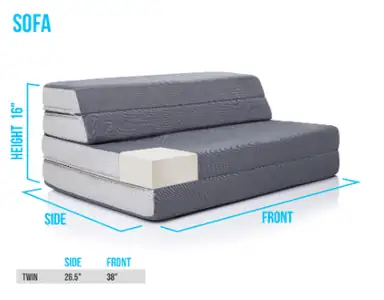 SOFA
HEIGHT 16"
SIDE
FRONT
SIDE FRONT
TWIN 26.5" 38"